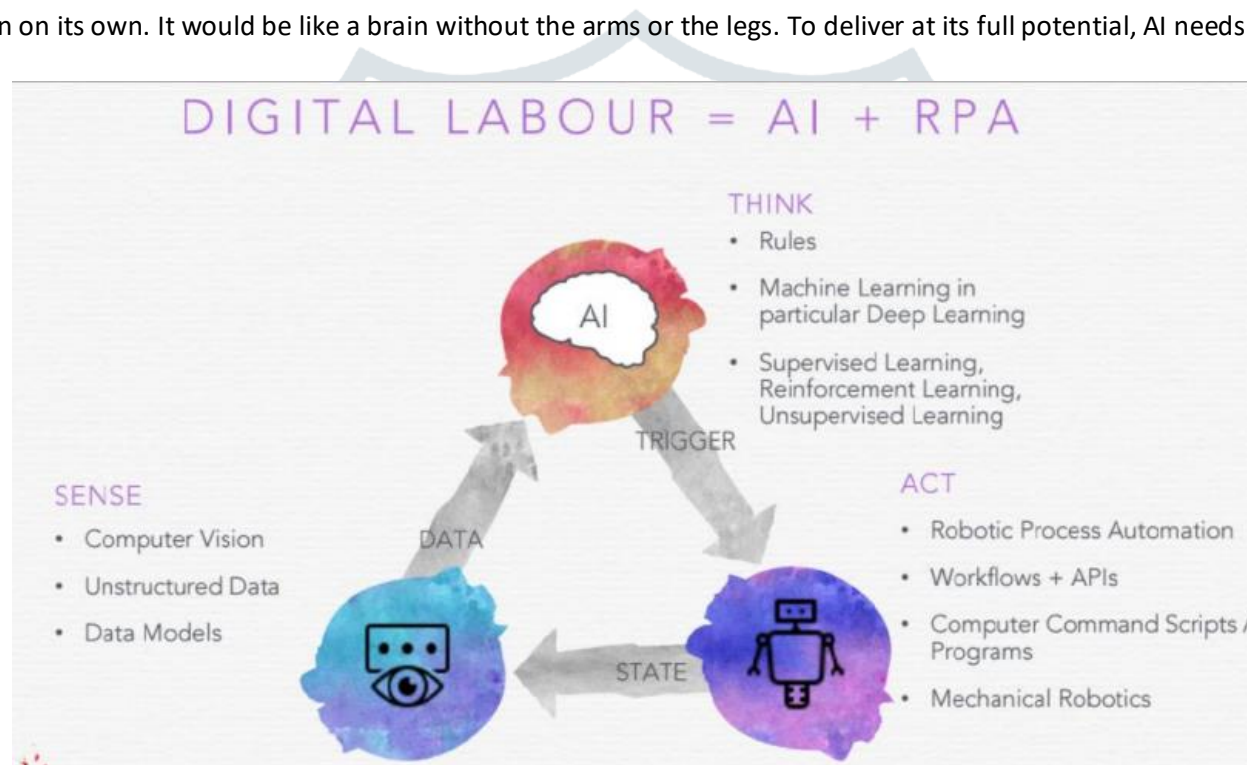 n on its own. It would be like a brain without the arms or the legs. To deliver at its full potential, AI needs
DIGITAL LABOUR = AI + RPA
THINK
• Rules
• Machine Learning in
particular Deep Learning
• Supervised Learning,
Reinforcement Learning,
Unsupervised Learning
AI
TRIGGER
SENSE
• Computer Vision
• Unstructured Data
• Data Models
DATA
ACT
• Robotic Process Automation
• Workflows + APIs
• Computer Command Scripts
Programs
• Mechanical Robotics
STATE